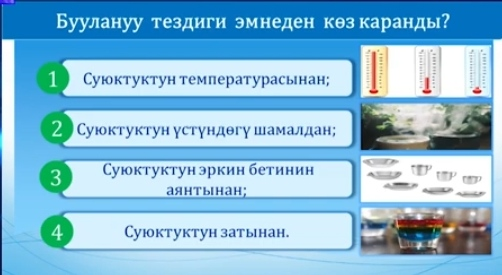 Буулануу тездиги эмнеден көз каранды?
1 Суюктуктун температурасынан;
2 Суюктуктун үстүндөгү шамалдан;
3 Суюктуктун эркин бетинин
аянтынан;
4 Суюктуктун затынан.